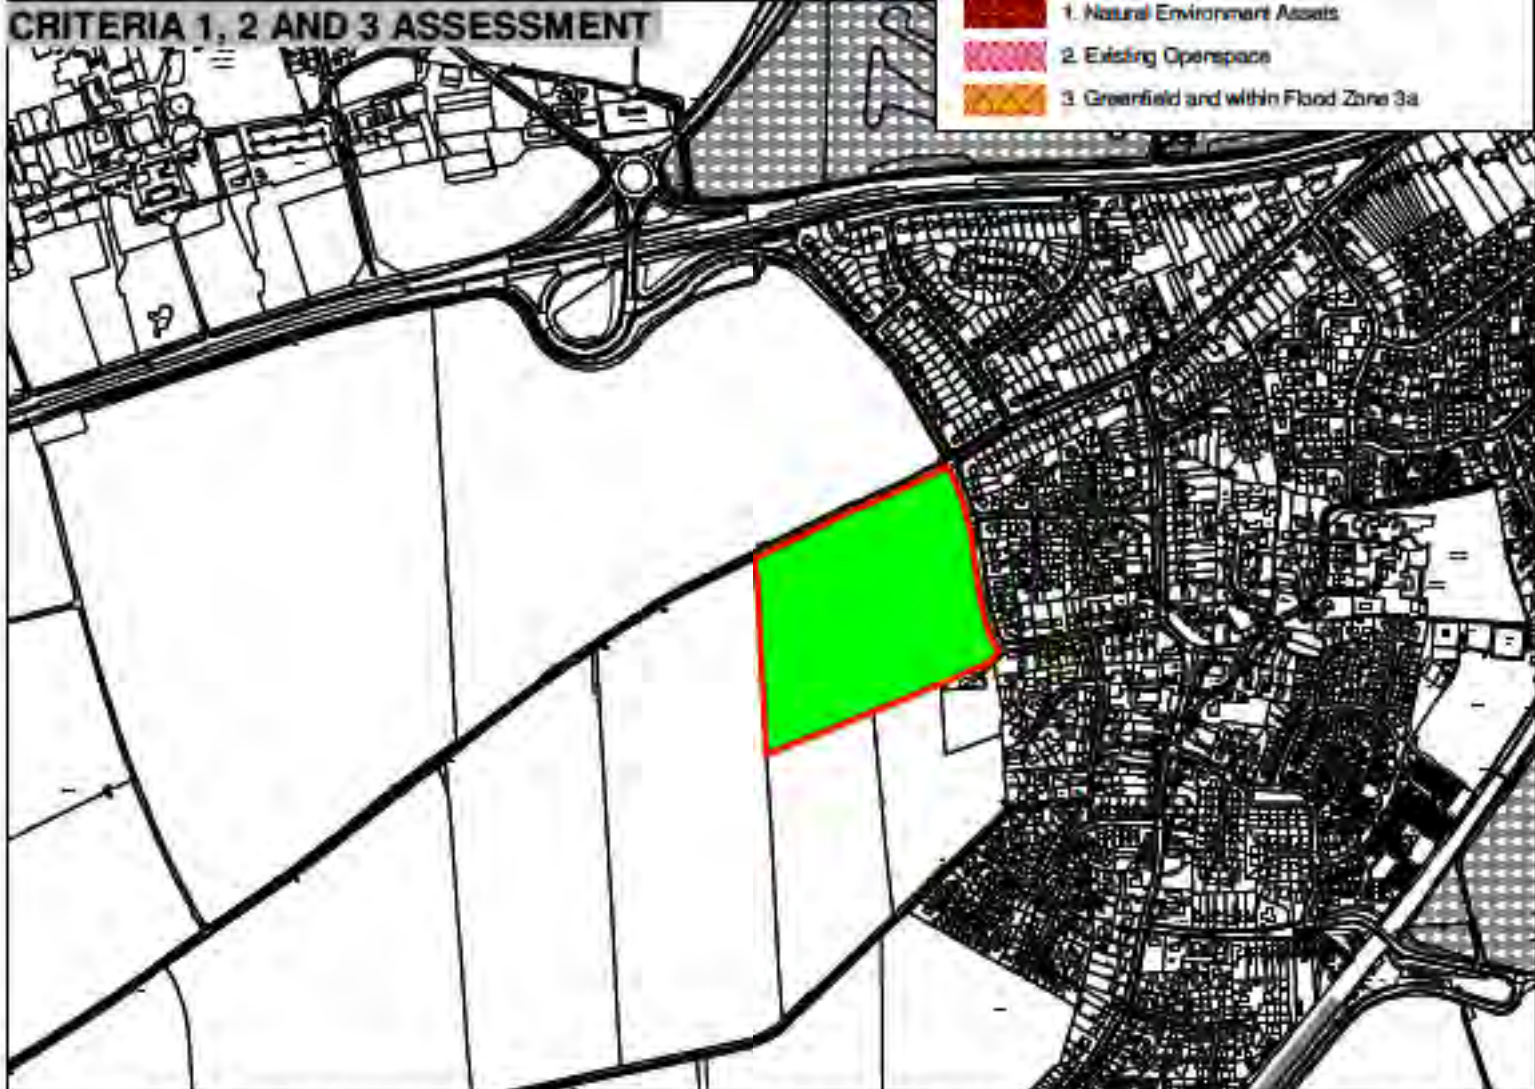 CRITERIA 1, 2 AND 3 ASSESSMENT
1. Natural Environment Assets
2. Existing Openspace
3. Greenfield and within Flood Zone 3a